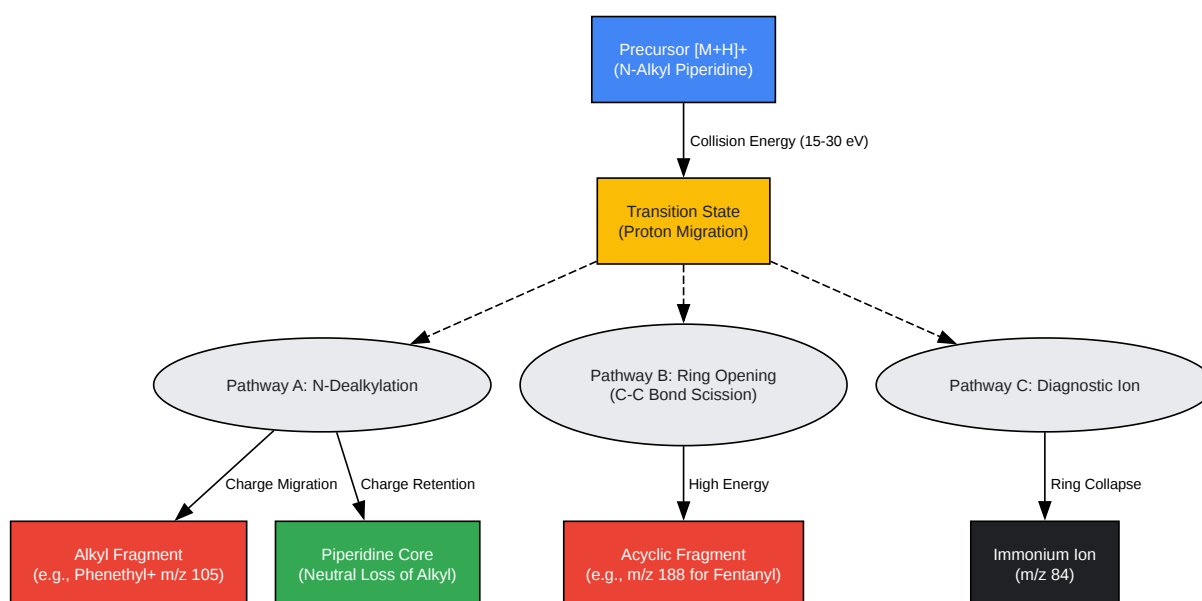 Precursor [M+H]+
(N-Alkyl Piperidine)
Collision Energy (15-30 eV)
Transition State
(Proton Migration)
Pathway A: N-Dealkylation
Pathway B: Ring Opening
(C-C Bond Scission)
Pathway C: Diagnostic Ion
Charge Migration
Charge Retention
High Energy
Ring Collapse
Alkyl Fragment
(e.g., Phenethyl+ m/z 105)
Piperidine Core
(Neutral Loss of Alkyl)
Acyclic Fragment
(e.g., m/z 188 for Fentanyl)
Immonium Ion
(m/z 84)